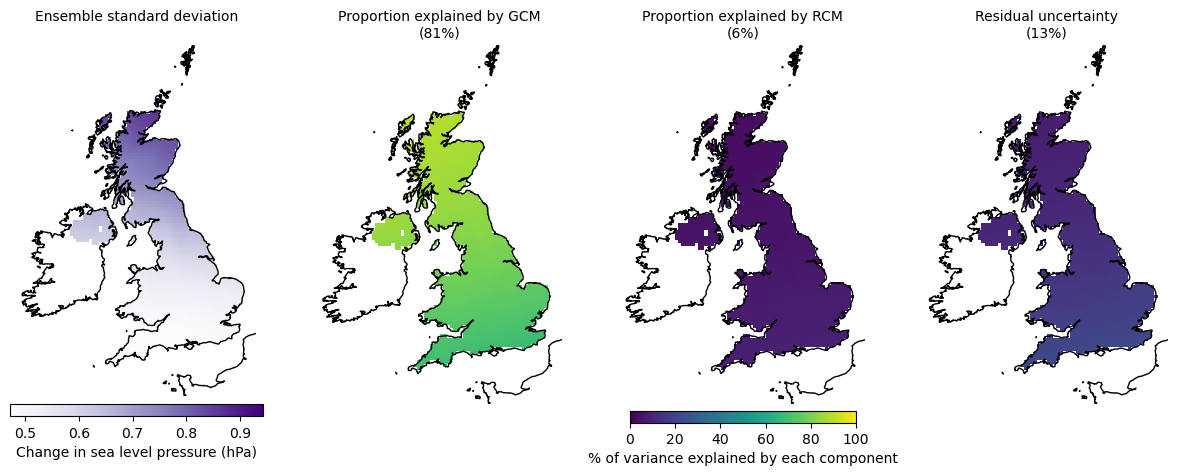 Ensemble standard deviation
Proportion explained by GCM
(81%)
Proportion explained by RCM
(6%)
Residual uncertainty
(13%)
0.5 0.6 0.7 0.8 0.9
Change in sea level pressure (hPa)
0 20 40 60 80 100
% of variance explained by each component